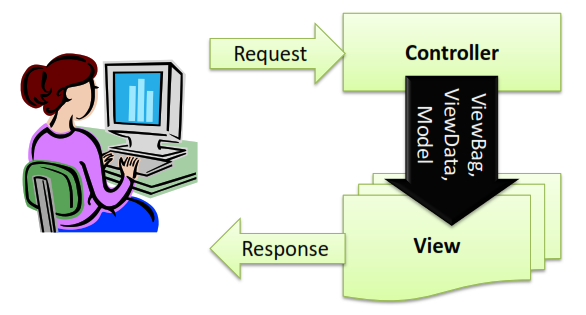 Request
Controller
ViewBag,
ViewData,
Model
Response
View